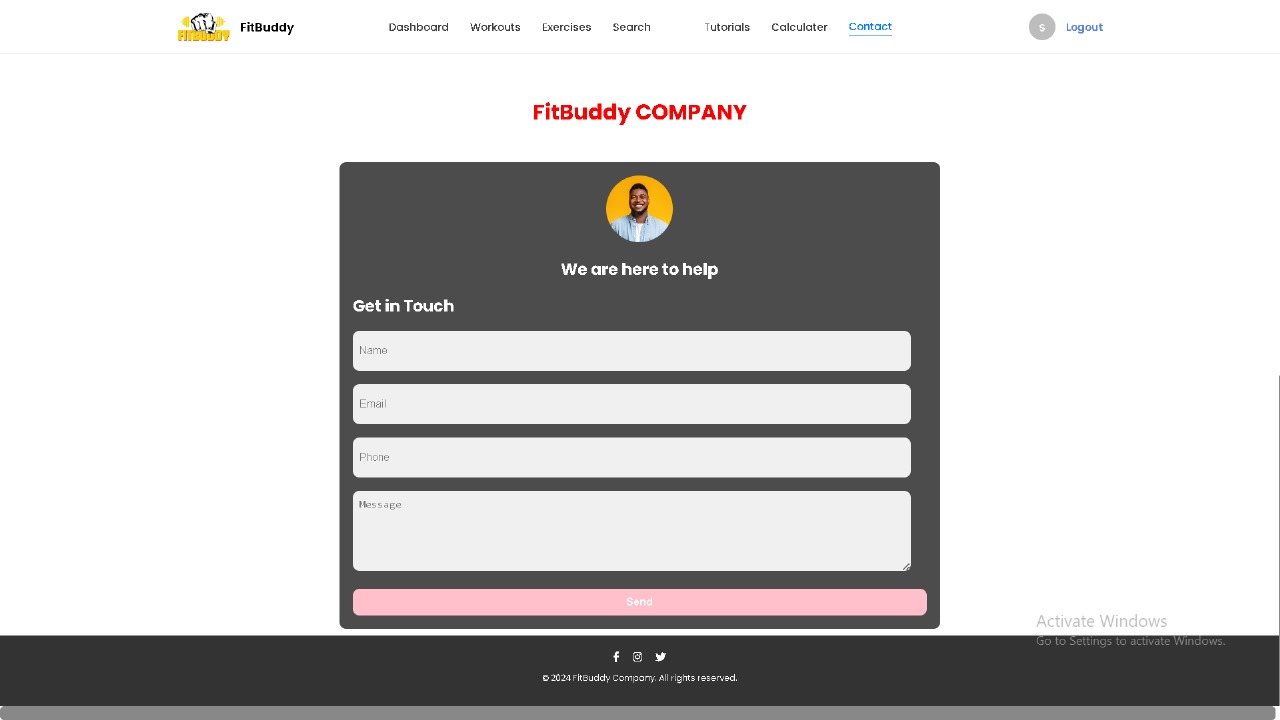 FITBUDDY
FitBuddy
Dashboard Workouts Exercises Search Tutorials Calculater Contact
S Logout
FitBuddy COMPANY
We are here to help
Get in Touch
Name
Email
Phone
Message
Send
Activate Windows
Go to Settings to activate Windows.
© 2024 FitBuddy Company. All rights reserved.